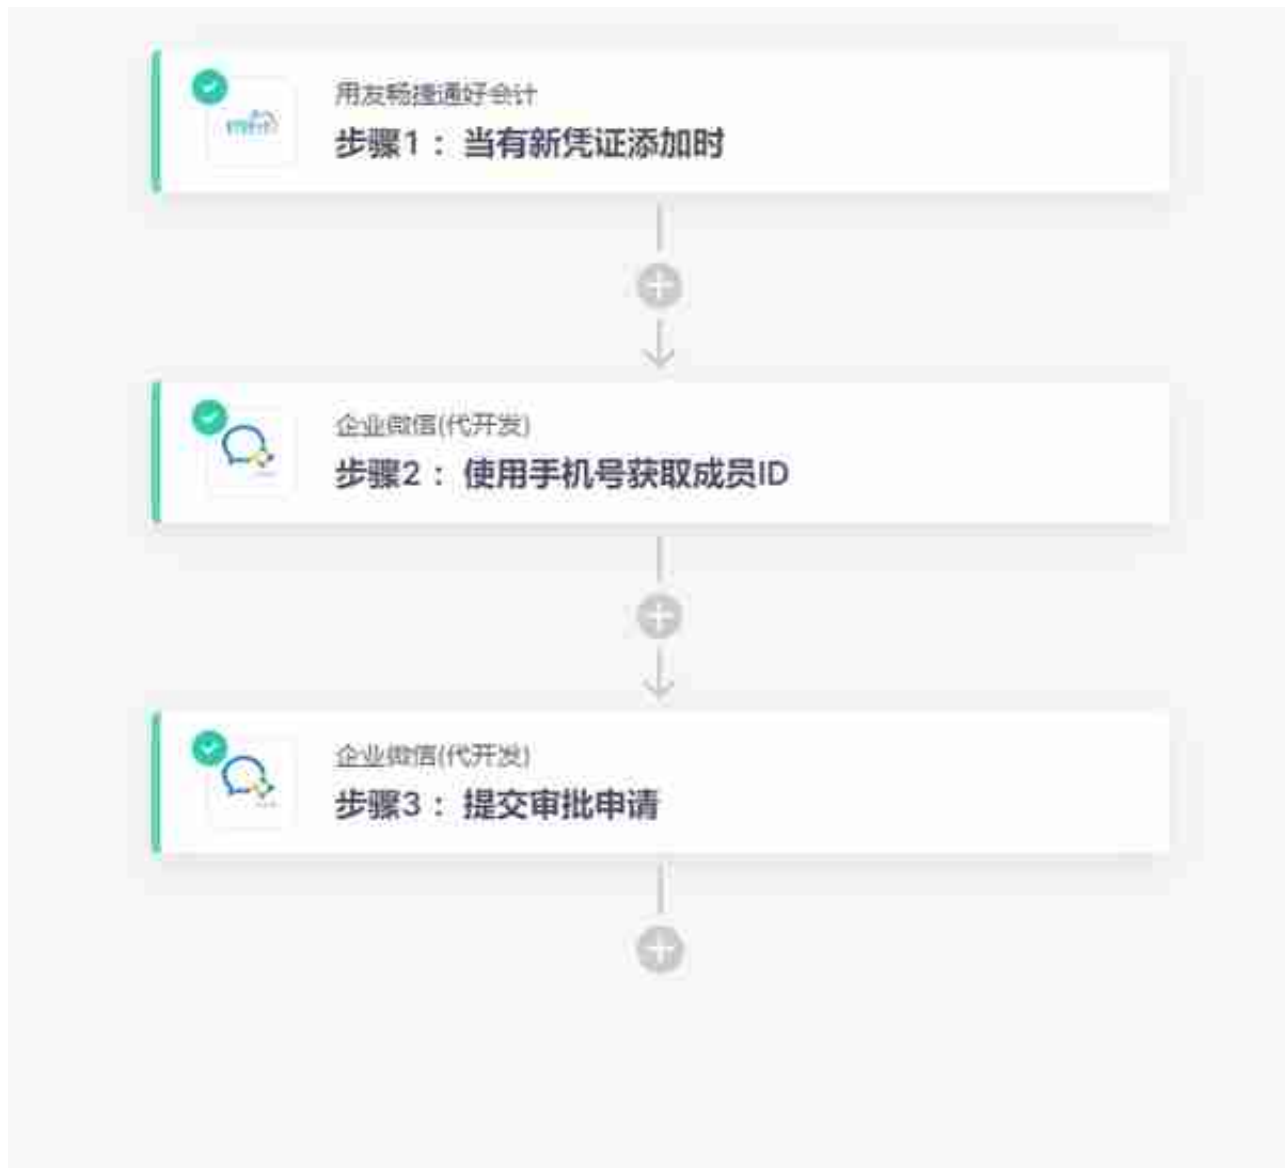 用友畅捷通好会计
步骤1：当有新凭证添加时
企业微信(代开发)
步骤2：使用手机号获取成员ID
企业微信(代开发)
步骤3：提交审批申请